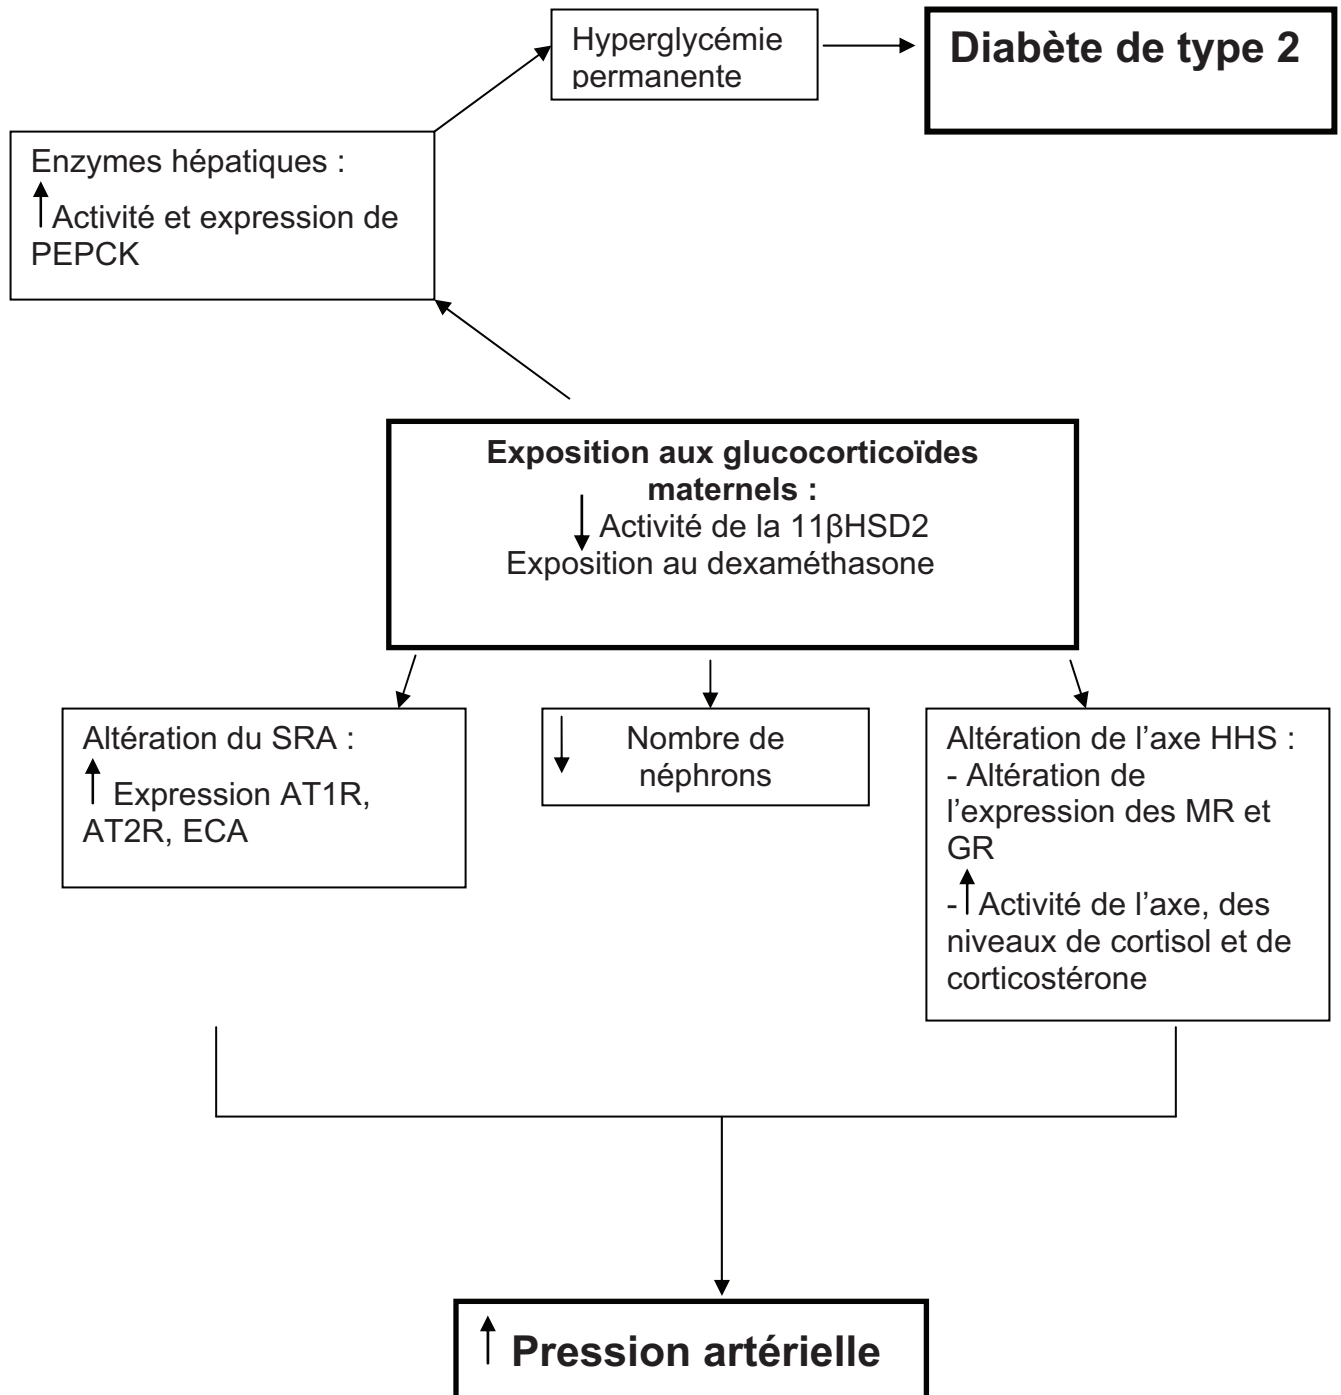 Hyperglycémie
permanente
Diabète de type 2
Enzymes hépatiques :
↑Activité et expression de
PEPCK
Exposition aux glucocorticoïdes
maternels :
↓ Activité de la 11βHSD2
Exposition au dexaméthasone
Altération du SRA :
↑ Expression AT1R,
AT2R, ECA
↓ Nombre de
néphrons
Altération de l’axe HHS :
- Altération de
l’expression des MR et
GR
-↑Activité de l’axe, des
niveaux de cortisol et de
corticostérone
↑ Pression artérielle